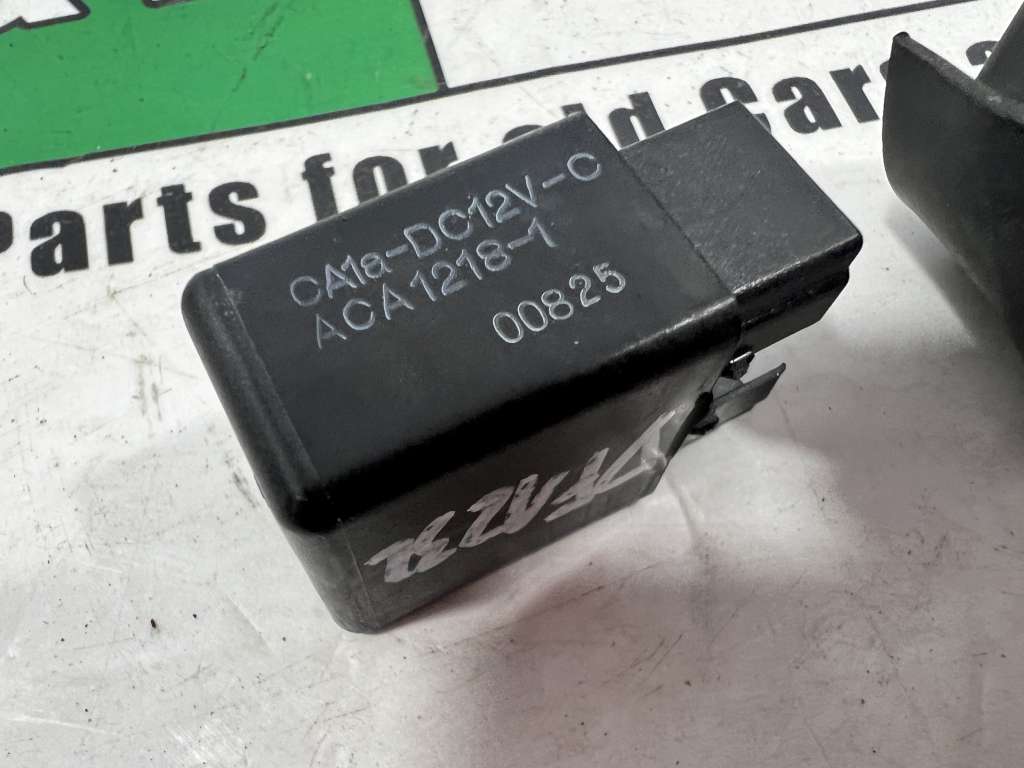 Parts for old Cars a
CA1a-DC12V-C
ACA1218-1
00825